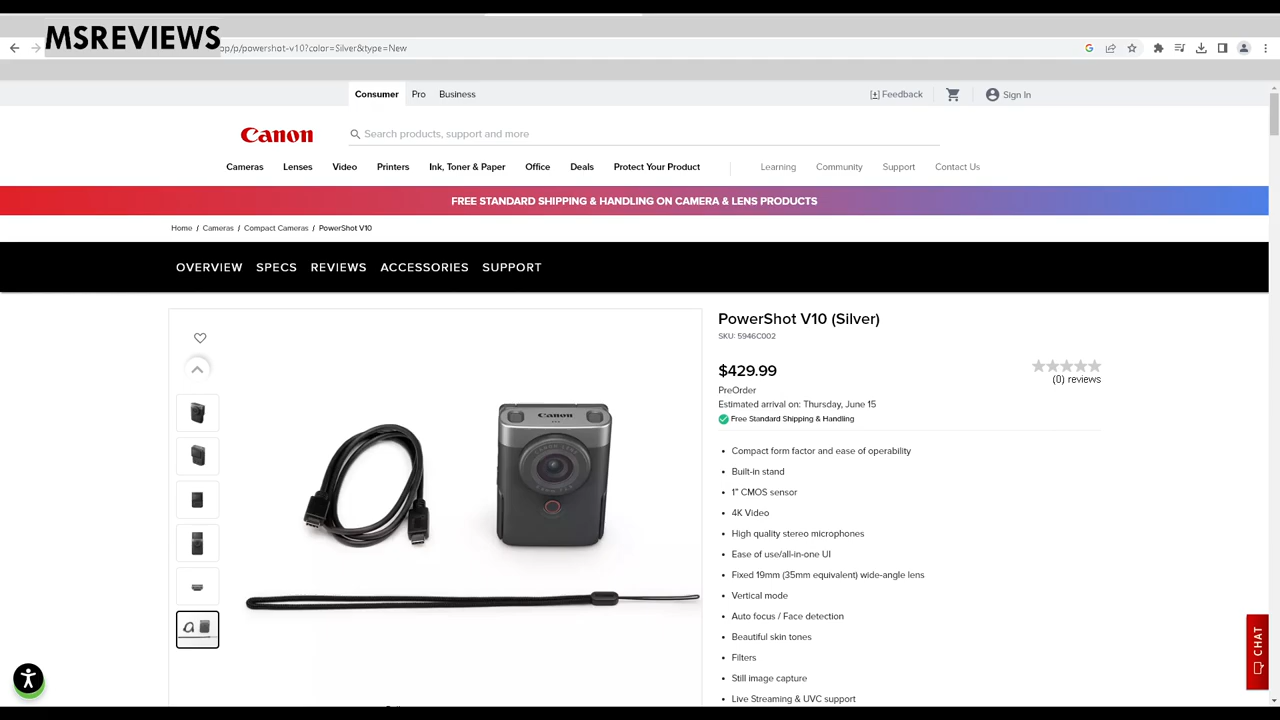 MSREVIEWS
op/p/powershot-v10?color=Silver&type=New
Consumer Pro Business
Feedback Sign In
Canon Search products, support and more
Cameras Lenses Video Printers Ink, Toner & Paper Office Deals Protect Your Product Learning Community Support Contact Us
FREE STANDARD SHIPPING & HANDLING ON CAMERA & LENS PRODUCTS
Home / Cameras / Compact Cameras / PowerShot V10
OVERVIEW SPECS REVIEWS ACCESSORIES SUPPORT
PowerShot V10 (Silver)
SKU: 5946C002
$429.99
(0) reviews
PreOrder
Estimated arrival on: Thursday, June 15
Free Standard Shipping & Handling
Canon
• Compact form factor and ease of operability
• Built-in stand
• 1" CMOS sensor
• 4K Video
• High quality stereo microphones
• Ease of use/all-in-one UI
• Fixed 19mm (35mm equivalent) wide-angle lens
• Vertical mode
• Auto focus / Face detection
• Beautiful skin tones
• Filters
• Still image capture
• Live Streaming & UVC support
CHAT